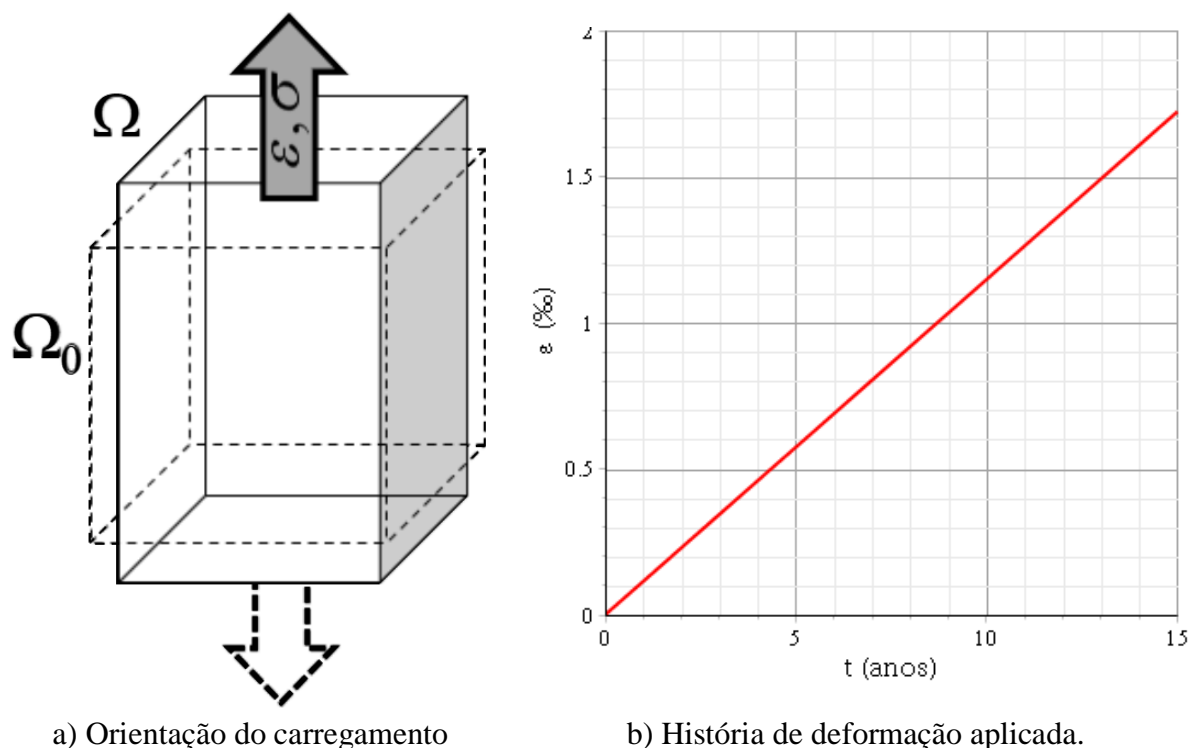 Ω
ε, σ
Ω₀
2
1.5
1
0.5
0
ε (‰)
0
5
10
15
t (anos)
a) Orientação do carregamento
b) História de deformação aplicada.